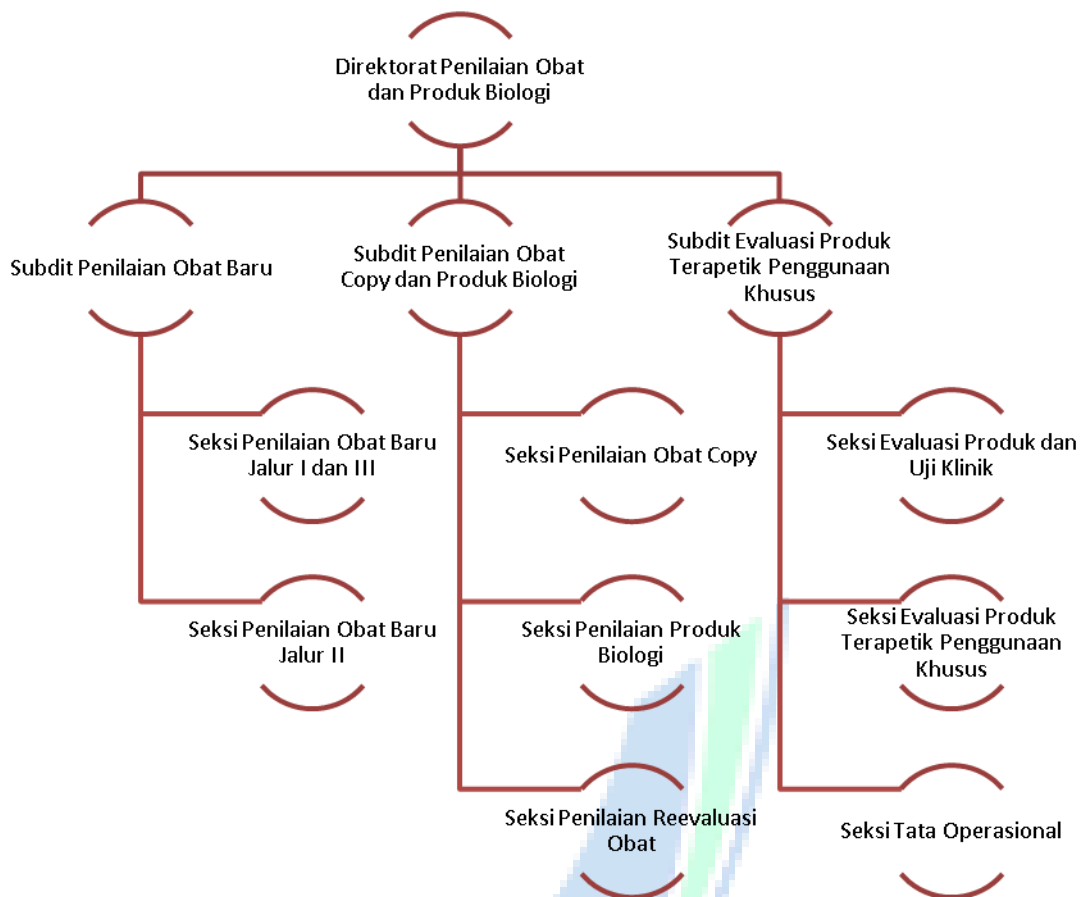 Direktorat Penilaian Obat
dan Produk Biologi
Subdit Penilaian Obat Baru
Subdit Penilaian Obat
Copy dan Produk Biologi
Subdit Evaluasi Produk
Terapetik Penggunaan
Khusus
Seksi Penilaian Obat Baru
Jalur I dan III
Seksi Penilaian Obat Copy
Seksi Evaluasi Produk dan
Uji Klinik
Seksi Penilaian Obat Baru
Jalur II
Seksi Penilaian Produk
Biologi
Seksi Evaluasi Produk
Terapetik Penggunaan
Khusus
Seksi Penilaian Reevaluasi
Obat
Seksi Tata Operasional